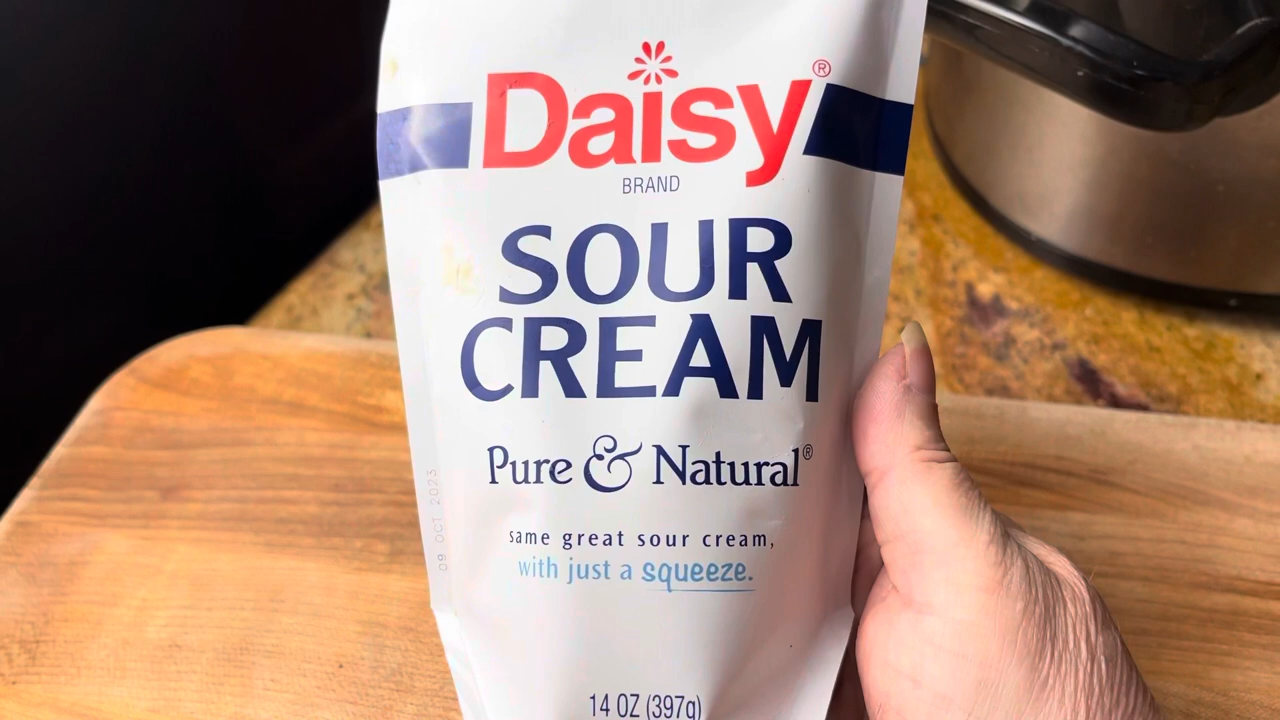 Daisy®
BRAND
SOUR
CREAM
Pure & Natural®
same great sour cream,
with just a squeeze.
09 OCT 2023
14 OZ (397g)